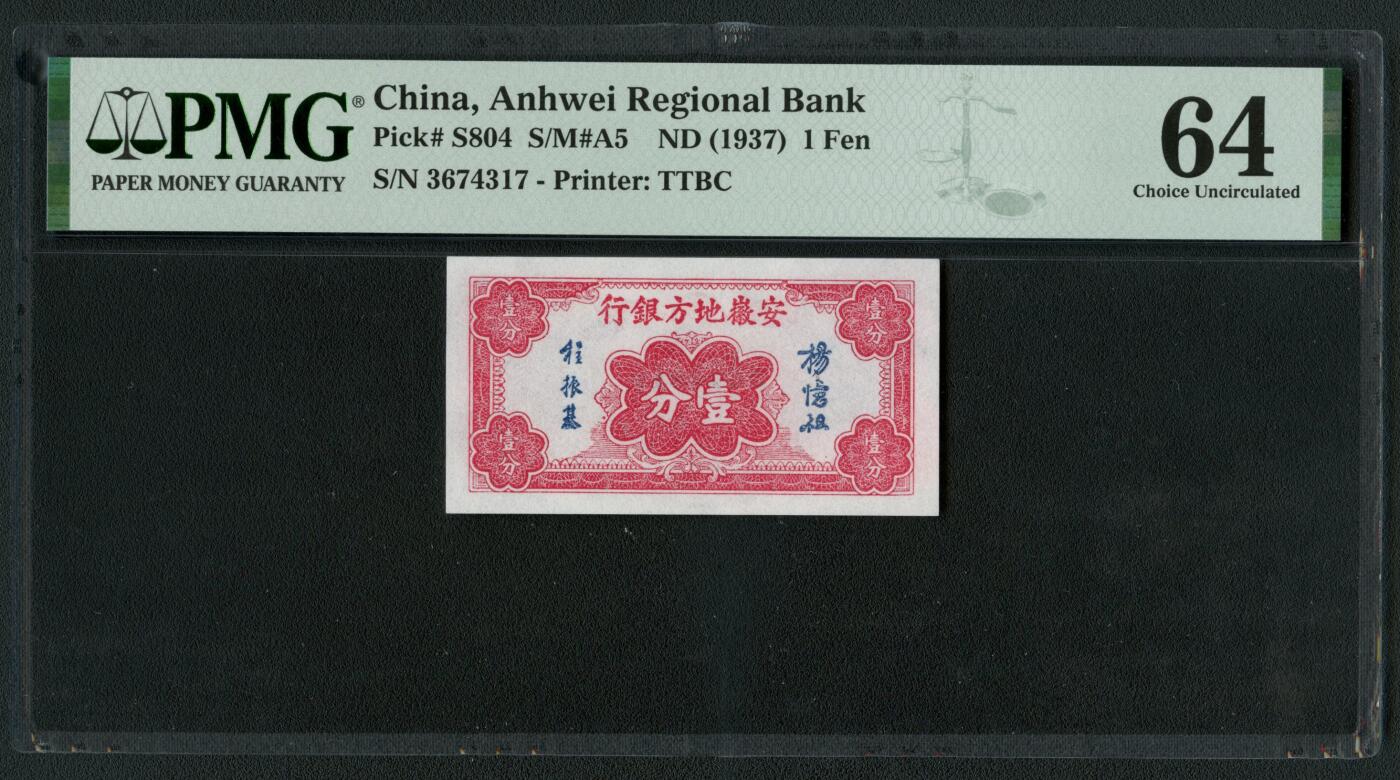 PMG®
PAPER MONEY GUARANTY
China, Anhwei Regional Bank
Pick# S804 S/M#A5 ND (1937) 1 Fen
S/N 3674317 - Printer: TTBC
64
Choice Uncirculated
行銀方地徽安
壹分
壹分
程振基
分壹
楊憶祖
壹分
壹分